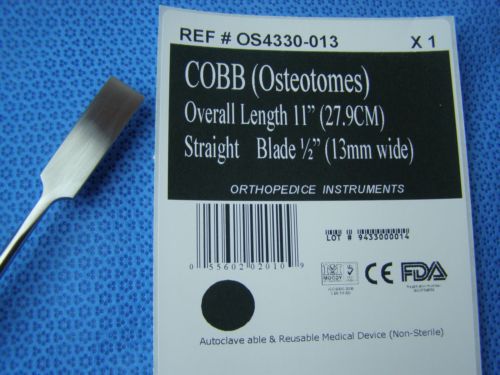 REF # OS4330-013 X 1
COBB (Osteotomes)
Overall Length 11” (27.9CM)
Straight Blade ½” (13mm wide)
ORTHOPEDICE INSTRUMENTS
LOT # 9433000014
0 55602 02010 9
MOODY
CE FDA
Autoclave able & Reusable Medical Device (Non-Sterile)